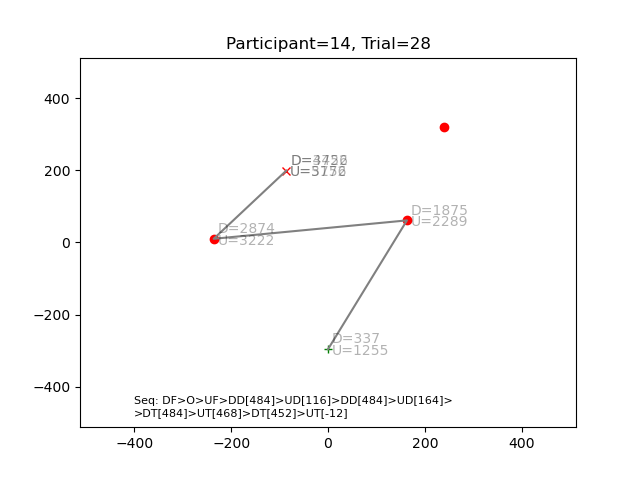 Participant=14, Trial=28
400
200
0
−200
−400
D=1875
U=2289
D=2874
U=3222
D=337
U=1255
Seq: DF>O>UF>DD[484]>UD[116]>DD[484]>UD[164]>
>DT[484]>UT[468]>DT[452]>UT[-12]
−400
−200
0
200
400